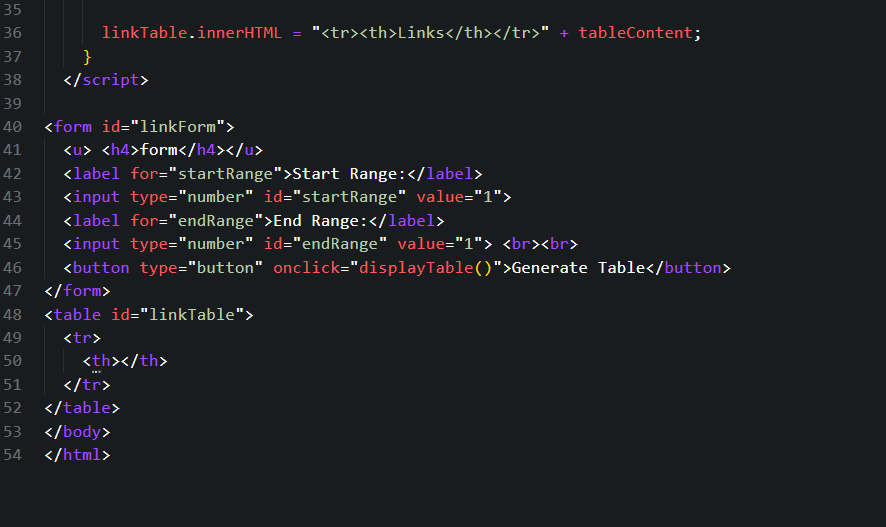 35
36 linkTable.innerHTML = "<tr><th>Links</th></tr>" + tableContent;
37 }
38 </script>
39
40 <form id="linkForm">
41 <u> <h4>form</h4></u>
42 <label for="startRange">Start Range:</label>
43 <input type="number" id="startRange" value="1">
44 <label for="endRange">End Range:</label>
45 <input type="number" id="endRange" value="1"> <br><br>
46 <button type="button" onclick="displayTable()">Generate Table</button>
47 </form>
48 <table id="linkTable">
49 <tr>
50 <th></th>
51 </tr>
52 </table>
53 </body>
54 </html>